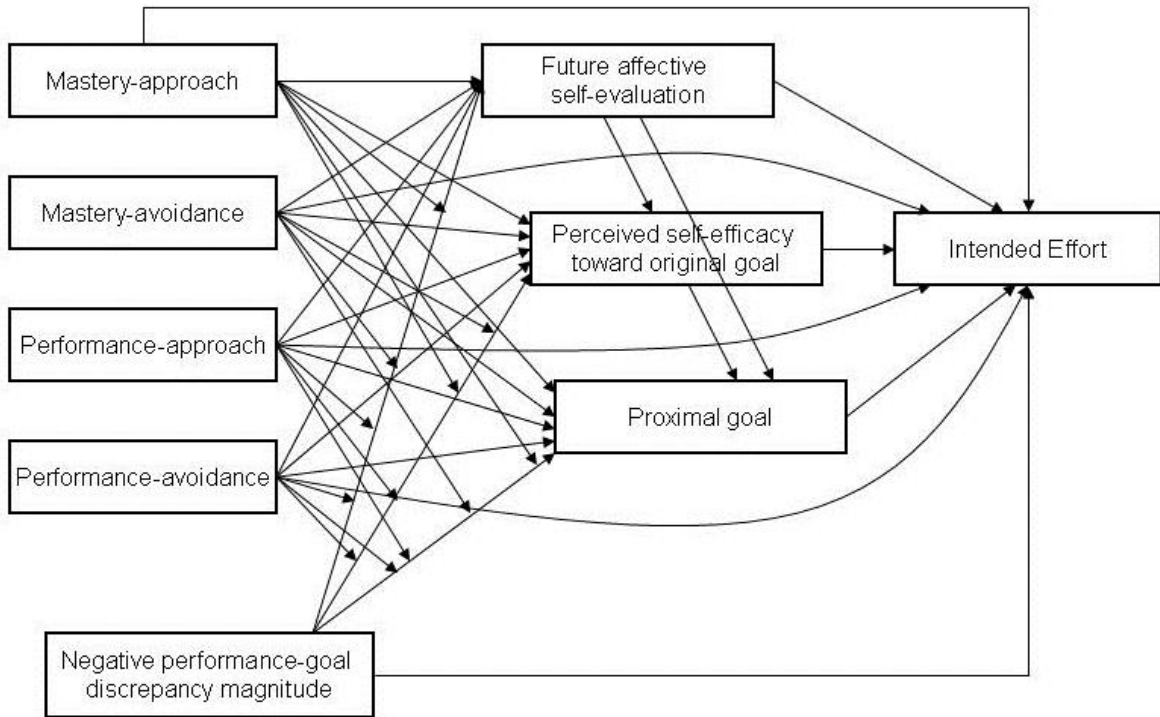 Mastery-approach
Future affective
self-evaluation
Mastery-avoidance
Perceived self-efficacy
toward original goal
Intended Effort
Performance-approach
Proximal goal
Performance-avoidance
Negative performance-goal
discrepancy magnitude